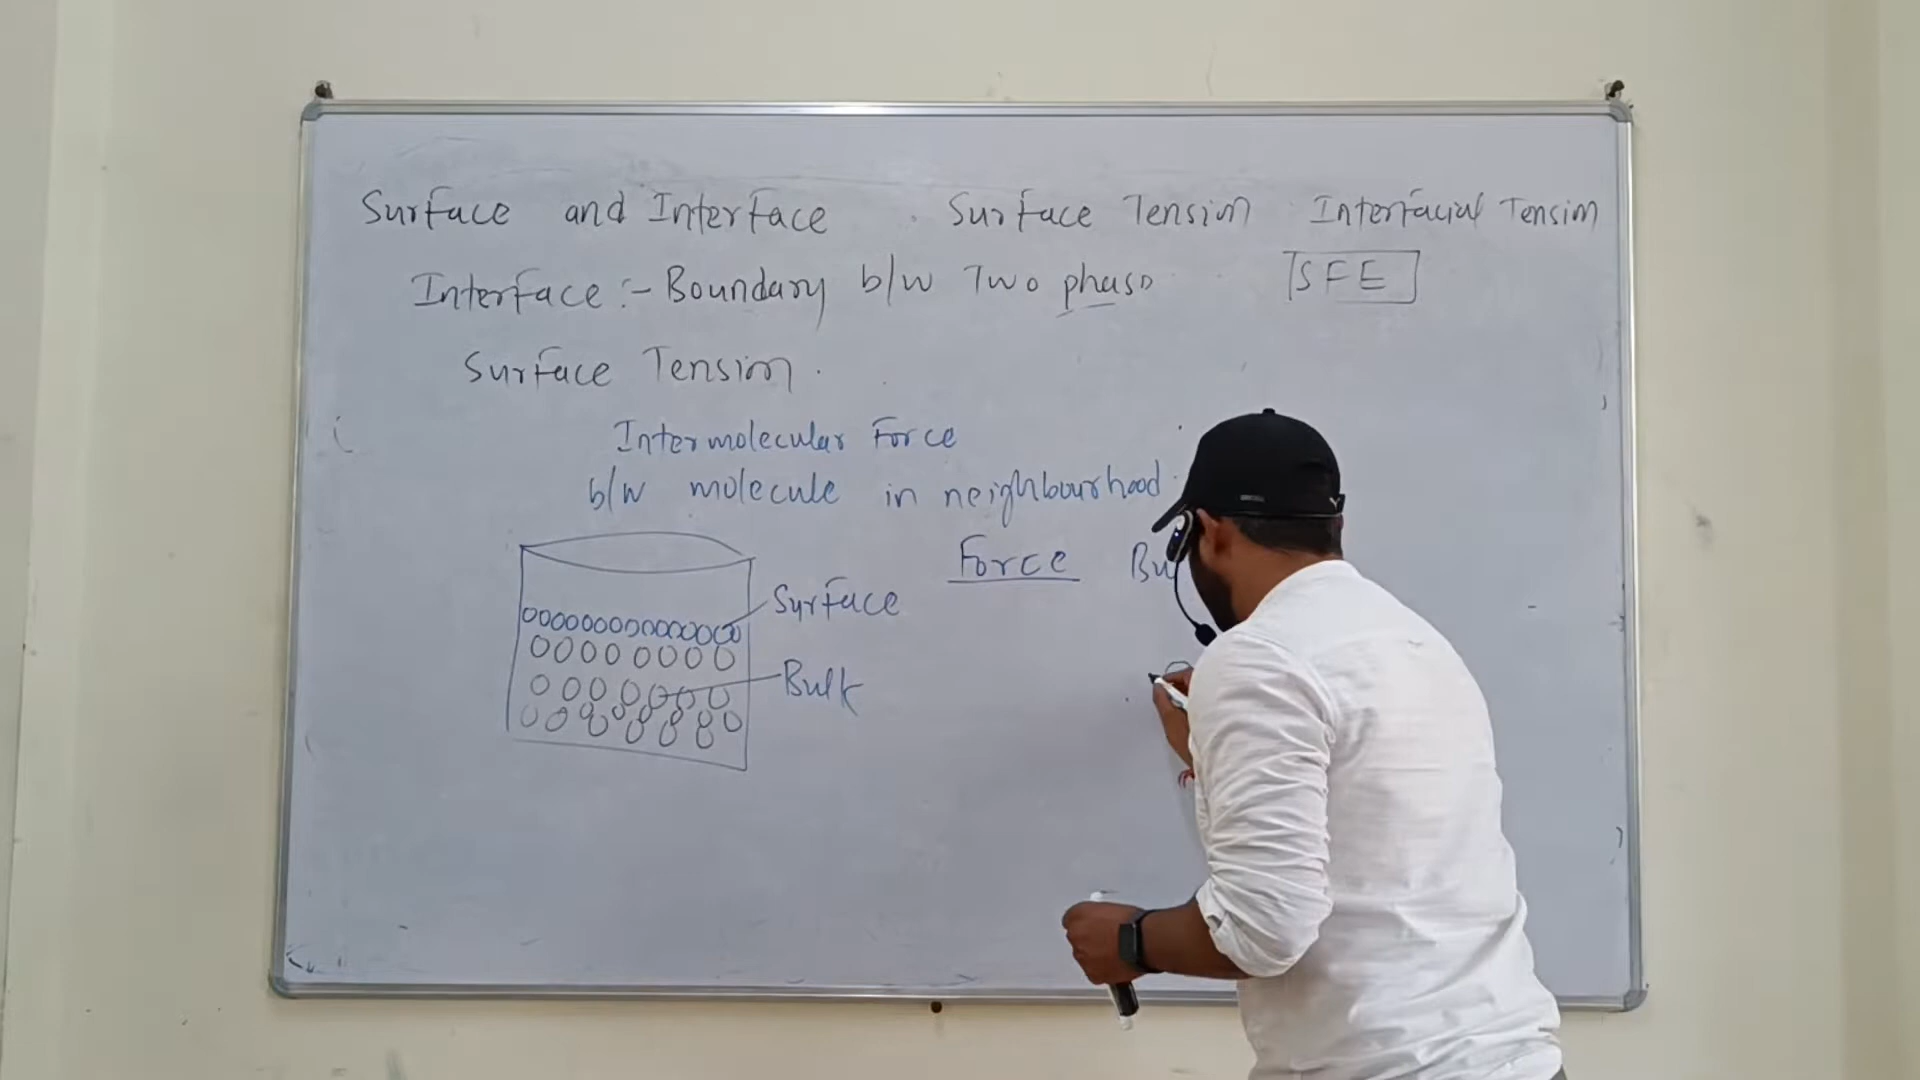 Surface and Interface . Surface Tension Interfacial Tension
Interface :- Boundary b/w Two phase SFE
Surface Tension .
Intermolecular Force
b/w molecule in neighbourhood
Force Bu
Surface
Bulk